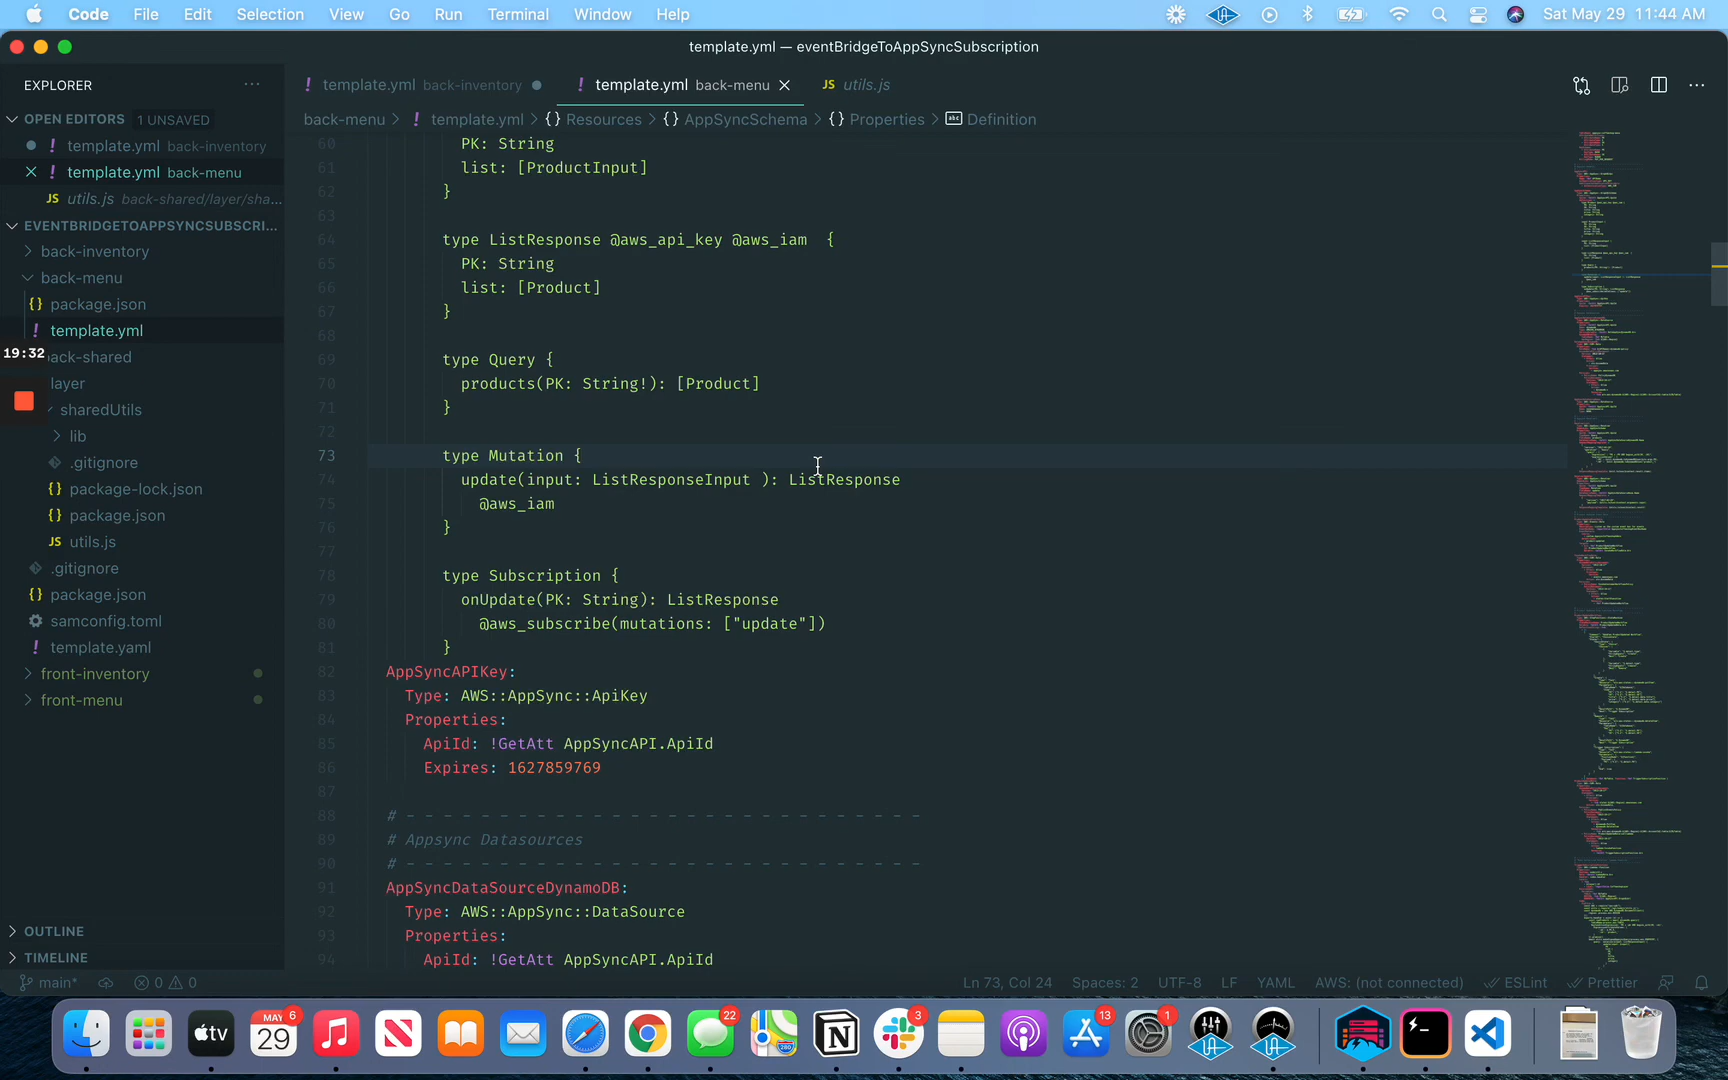 Code File Edit Selection View Go Run Terminal Window Help Sat May 29 11:44 AM
template.yml — eventBridgeToAppSyncSubscription
EXPLORER
template.yml back-inventory
template.yml back-menu
JS utils.js
OPEN EDITORS 1 UNSAVED
back-menu > ! template.yml > {} Resources > {} AppSyncSchema > {} Properties > abc Definition
! template.yml back-inventory
! template.yml back-menu
JS utils.js back-shared/layer/sha...
EVENTBRIDGETOAPPSYNCSUBSCRI...
back-inventory
back-menu
{} package.json
! template.yml
19:32
back-shared
layer
sharedUtils
lib
.gitignore
{} package-lock.json
{} package.json
JS utils.js
.gitignore
{} package.json
samconfig.toml
! template.yaml
front-inventory
front-menu
OUTLINE
TIMELINE
60 PK: String
61 list: [ProductInput]
62 }
63
64 type ListResponse @aws_api_key @aws_iam {
65 PK: String
66 list: [Product]
67 }
68
69 type Query {
70 products(PK: String!): [Product]
71 }
72
73 type Mutation {
74 update(input: ListResponseInput ): ListResponse
75 @aws_iam
76 }
77
78 type Subscription {
79 onUpdate(PK: String): ListResponse
80 @aws_subscribe(mutations: ["update"])
81 }
82 AppSyncAPIKey:
83 Type: AWS::AppSync::ApiKey
84 Properties:
85 ApiId: !GetAtt AppSyncAPI.ApiId
86 Expires: 1627859769
87
88 # - - - - - - - - - - - - - - - - - - - - - - - - - - - -
89 # Appsync Datasources
90 # - - - - - - - - - - - - - - - - - - - - - - - - - - - -
91 AppSyncDataSourceDynamoDB:
92 Type: AWS::AppSync::DataSource
93 Properties:
94 ApiId: !GetAtt AppSyncAPI.ApiId
main* 0 0 Ln 73, Col 24 Spaces: 2 UTF-8 LF YAML AWS: (not connected) ESLint Prettier
tv
MAY
29
6
22
3
13
1